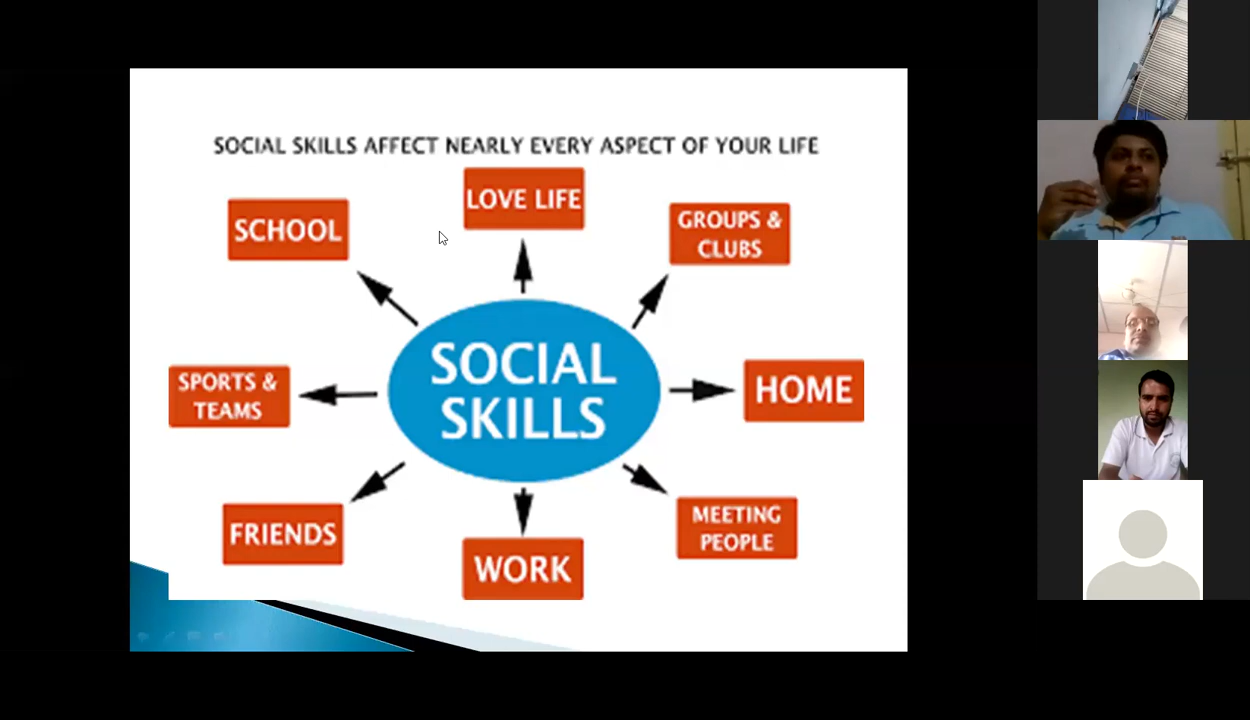 SOCIAL SKILLS AFFECT NEARLY EVERY ASPECT OF YOUR LIFE
LOVE LIFE
SCHOOL
GROUPS &
CLUBS
SOCIAL
SKILLS
SPORTS &
TEAMS
HOME
FRIENDS
MEETING
PEOPLE
WORK